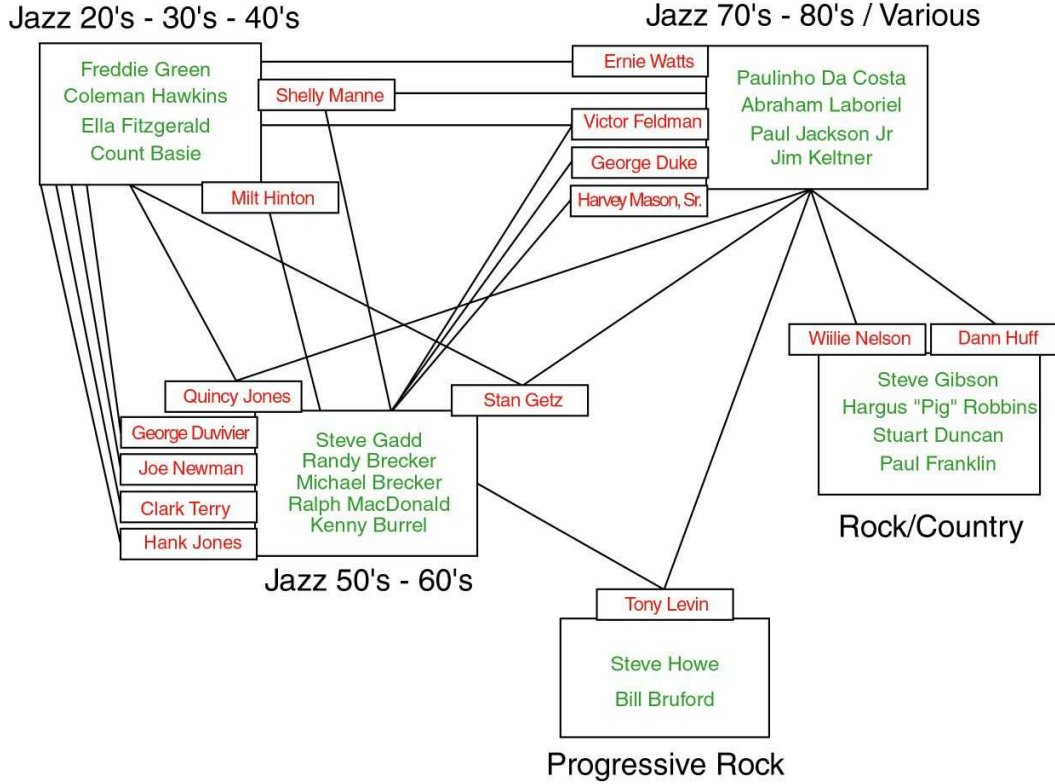 Jazz 20's - 30's - 40's
Freddie Green
Coleman Hawkins
Ella Fitzgerald
Count Basie
Shelly Manne
Milt Hinton
Jazz 70's - 80's / Various
Ernie Watts
Victor Feldman
George Duke
Harvey Mason, Sr.
Paulinho Da Costa
Abraham Laboriel
Paul Jackson Jr
Jim Keltner
Quincy Jones
George Duvivier
Joe Newman
Clark Terry
Hank Jones
Stan Getz
Steve Gadd
Randy Brecker
Michael Brecker
Ralph MacDonald
Kenny Burrel
Jazz 50's - 60's
Wiilie Nelson
Dann Huff
Steve Gibson
Hargus "Pig" Robbins
Stuart Duncan
Paul Franklin
Rock/Country
Tony Levin
Steve Howe
Bill Bruford
Progressive Rock